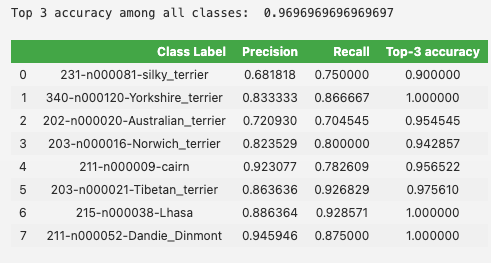 Top 3 accuracy among all classes:  0.9696969696969697
Class Label Precision Recall Top-3 accuracy
0 231-n000081-silky_terrier 0.681818 0.750000 0.900000
1 340-n000120-Yorkshire_terrier 0.833333 0.866667 1.000000
2 202-n000020-Australian_terrier 0.720930 0.704545 0.954545
3 203-n000016-Norwich_terrier 0.823529 0.800000 0.942857
4 211-n000009-cairn 0.923077 0.782609 0.956522
5 203-n000021-Tibetan_terrier 0.863636 0.926829 0.975610
6 215-n000038-Lhasa 0.886364 0.928571 1.000000
7 211-n000052-Dandie_Dinmont 0.945946 0.875000 1.000000